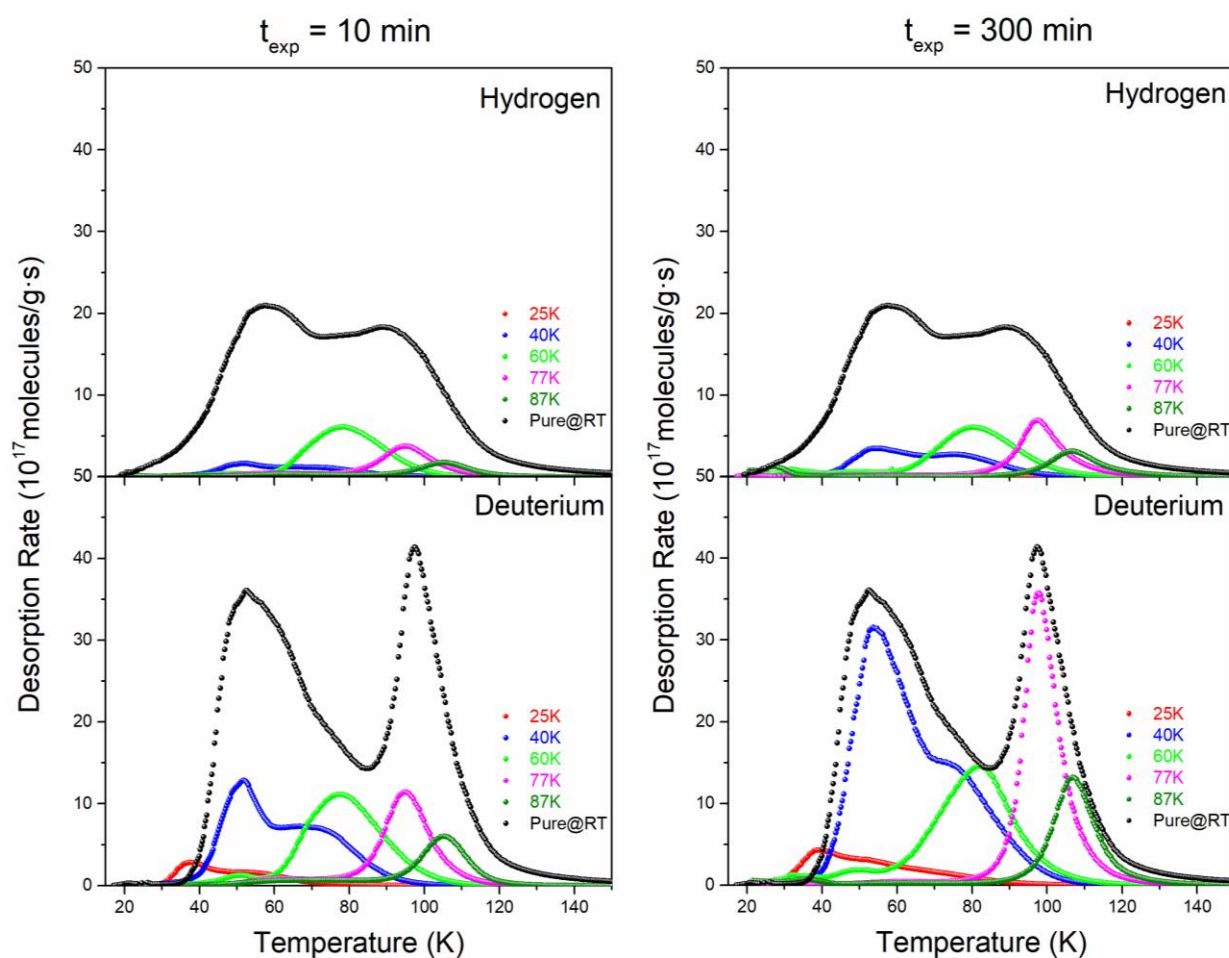 t_exp = 10 min
t_exp = 300 min
50
40
30
20
10
50
40
30
20
10
0
Hydrogen
25K
40K
60K
77K
87K
Pure@RT
Deuterium
25K
40K
60K
77K
87K
Pure@RT
Desorption Rate (10^17 molecules/g·s)
20 40 60 80 100 120 140
Temperature (K)
50
40
30
20
10
50
40
30
20
10
0
Hydrogen
25K
40K
60K
77K
87K
Pure@RT
Deuterium
25K
40K
60K
77K
87K
Pure@RT
Desorption Rate (10^17 molecules/g·s)
20 40 60 80 100 120 140
Temperature (K)